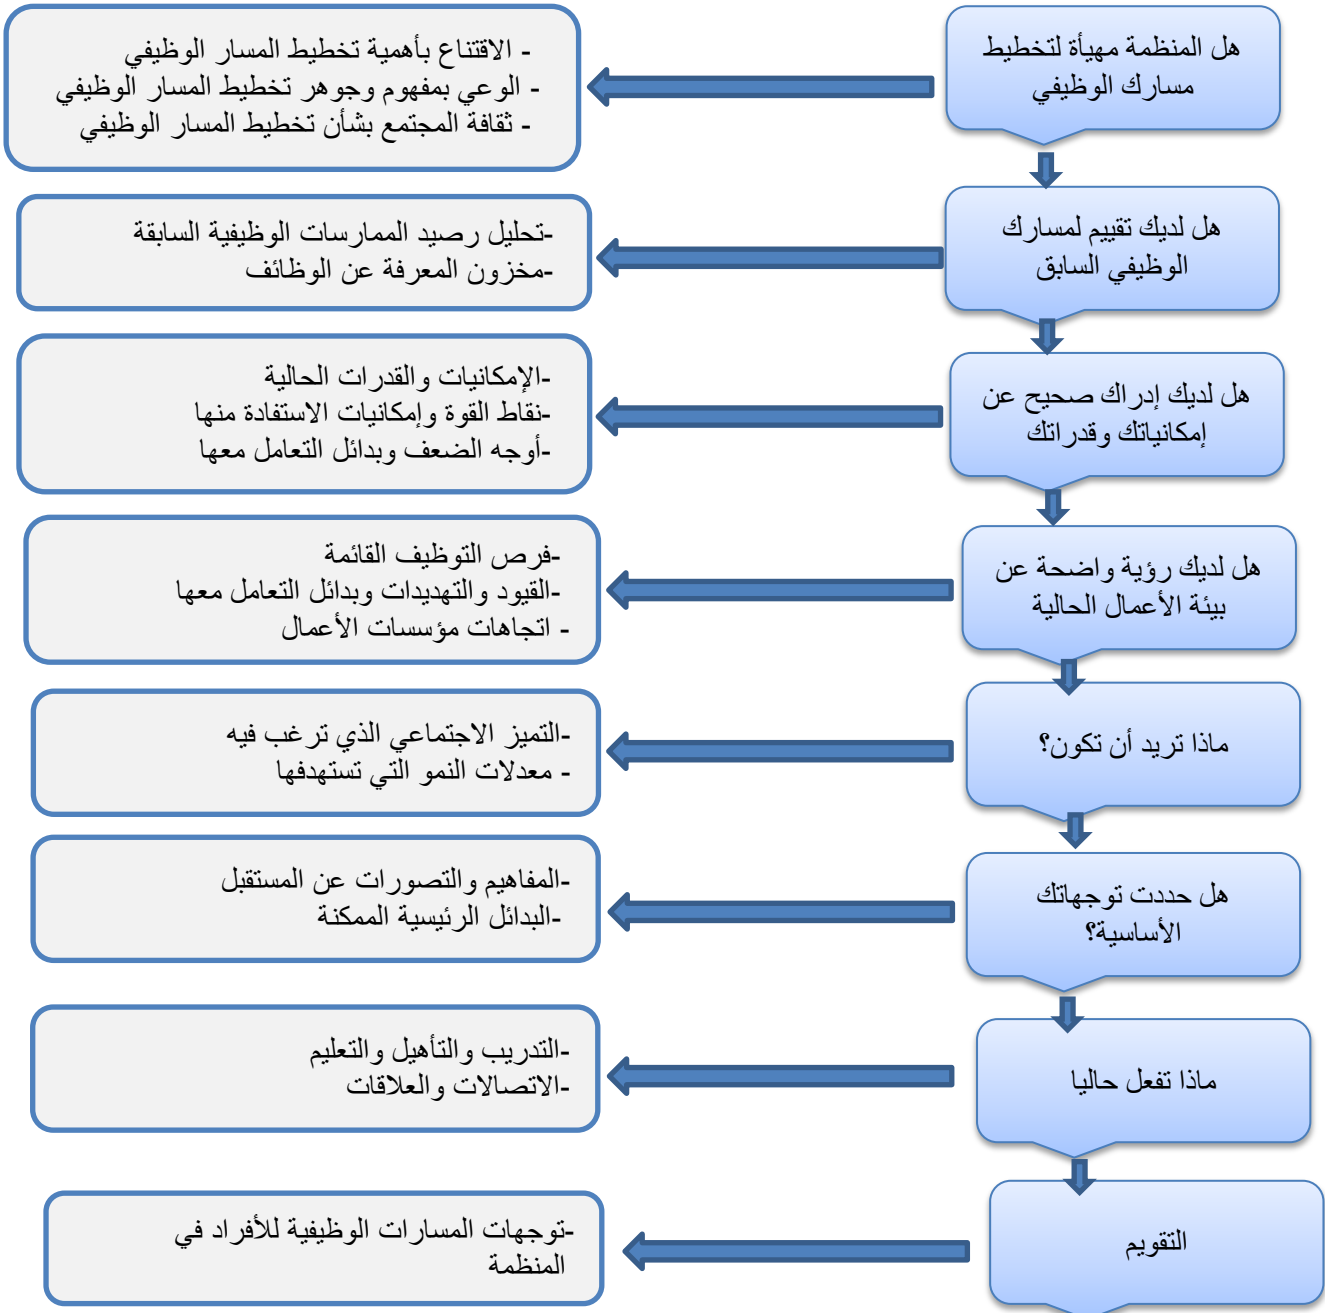 هل المنظمة مهيأة لتخطيط
مسارك الوظيفي
- الاقتناع بأهمية تخطيط المسار الوظيفي
- الوعي بمفهوم وجوهر تخطيط المسار الوظيفي
- ثقافة المجتمع بشأن تخطيط المسار الوظيفي
هل لديك تقييم لمسارك
الوظيفي السابق
-تحليل رصيد الممارسات الوظيفية السابقة
-مخزون المعرفة عن الوظائف
هل لديك إدراك صحيح عن
إمكانياتك وقدراتك
-الإمكانيات والقدرات الحالية
-نقاط القوة وإمكانيات الاستفادة منها
-أوجه الضعف وبدائل التعامل معها
هل لديك رؤية واضحة عن
بيئة الأعمال الحالية
-فرص التوظيف القائمة
-القيود والتهديدات وبدائل التعامل معها
- اتجاهات مؤسسات الأعمال
ماذا تريد أن تكون؟
-التميز الاجتماعي الذي ترغب فيه
- معدلات النمو التي تستهدفها
هل حددت توجهاتك
الأساسية؟
-المفاهيم والتصورات عن المستقبل
-البدائل الرئيسية الممكنة
ماذا تفعل حاليا
-التدريب والتأهيل والتعليم
-الاتصالات والعلاقات
التقويم
-توجهات المسارات الوظيفية للأفراد في
المنظمة